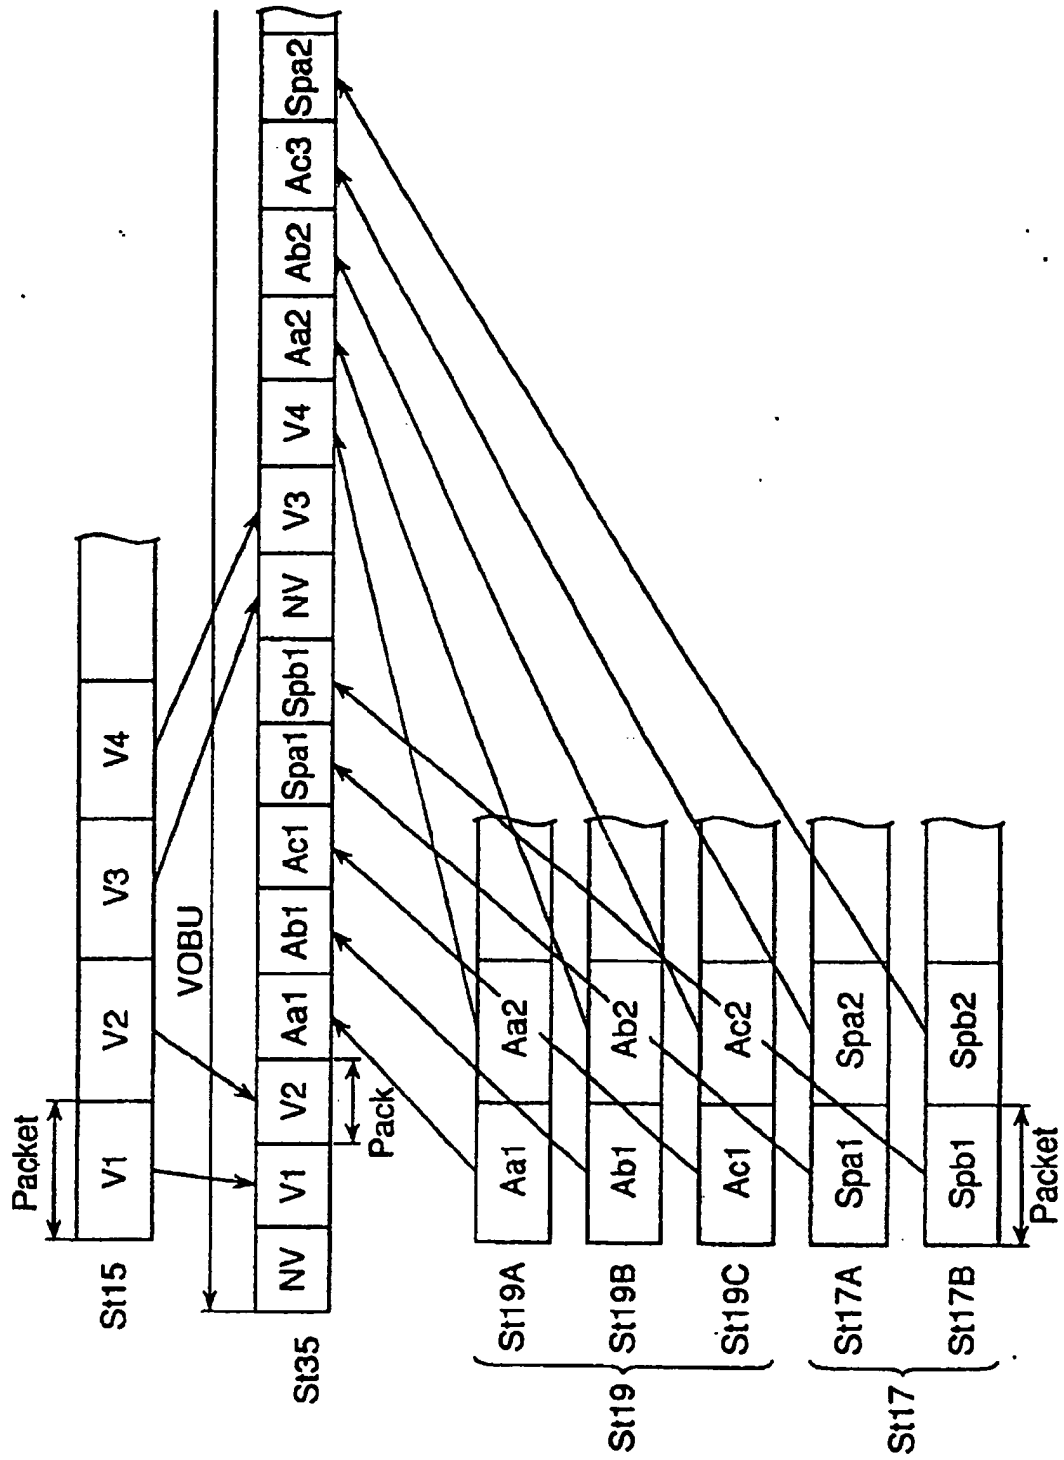 Packet
St15 V1 V2 V3 V4
VOBU
St35 NV V1 V2 Aa1 Ab1 Ac1 Spa1 Spb1 NV V3 V4 Aa2 Ab2 Ac3 Spa2
Pack
St19
St19A Aa1 Aa2
St19B Ab1 Ab2
St19C Ac1 Ac2
St17
St17A Spa1 Spa2
St17B Spb1 Spb2
Packet